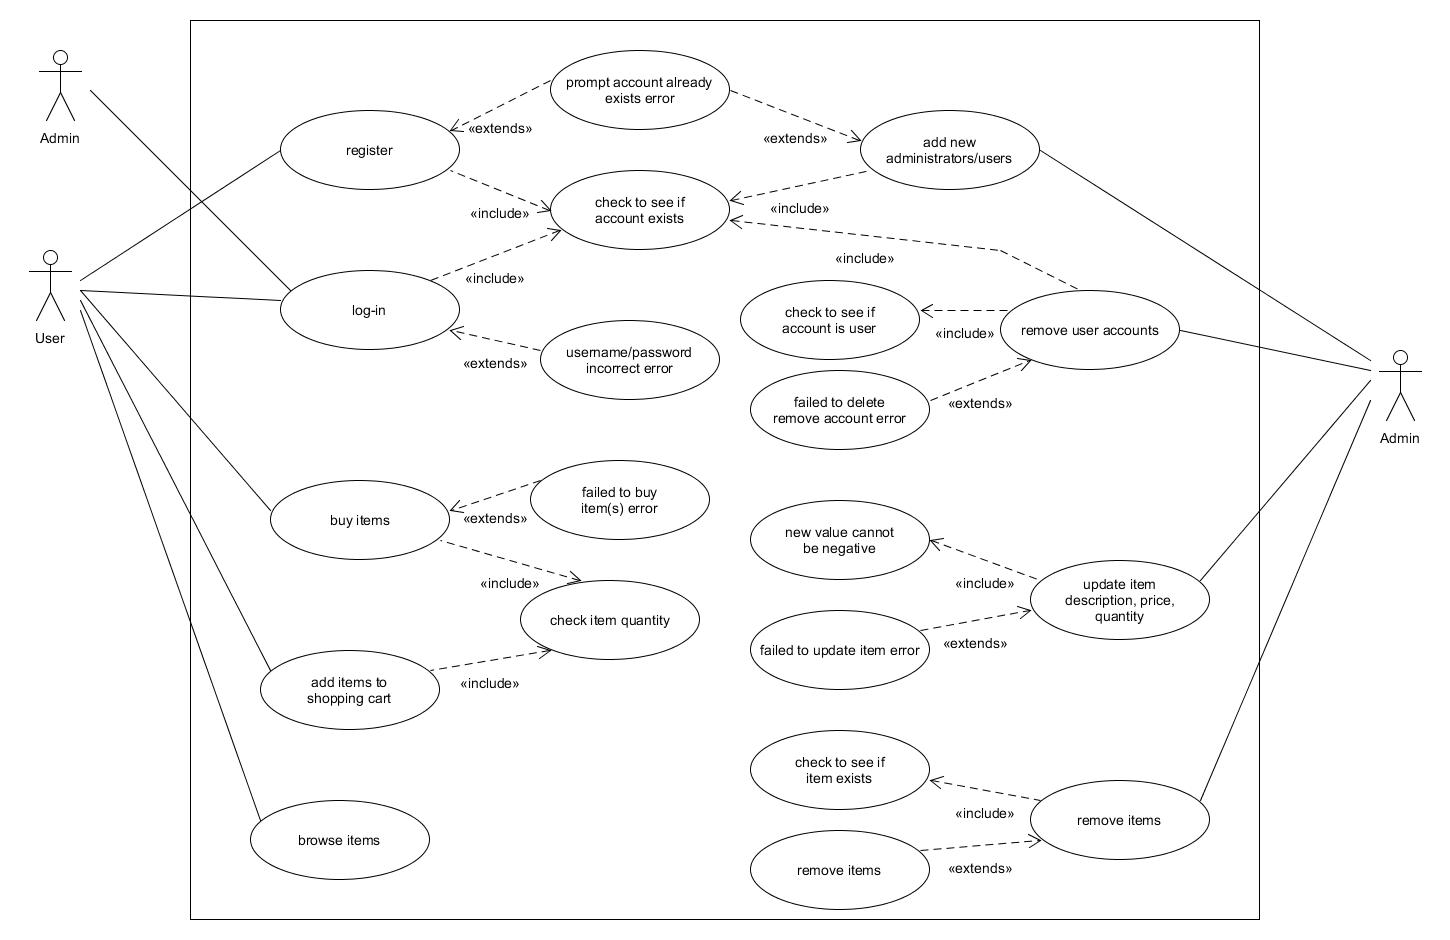 Admin
User
prompt account already
exists error
«extends»
«extends»
register
add new
administrators/users
check to see if
account exists
«include»
«include»
«include»
«include»
log-in
check to see if
account is user
«include»
remove user accounts
username/password
incorrect error
«extends»
failed to delete
remove account error
«extends»
Admin
failed to buy
item(s) error
«extends»
buy items
«include»
check item quantity
add items to
shopping cart
«include»
new value cannot
be negative
«include»
update item
description, price,
quantity
failed to update item error
«extends»
check to see if
item exists
«include»
remove items
remove items
«extends»
browse items